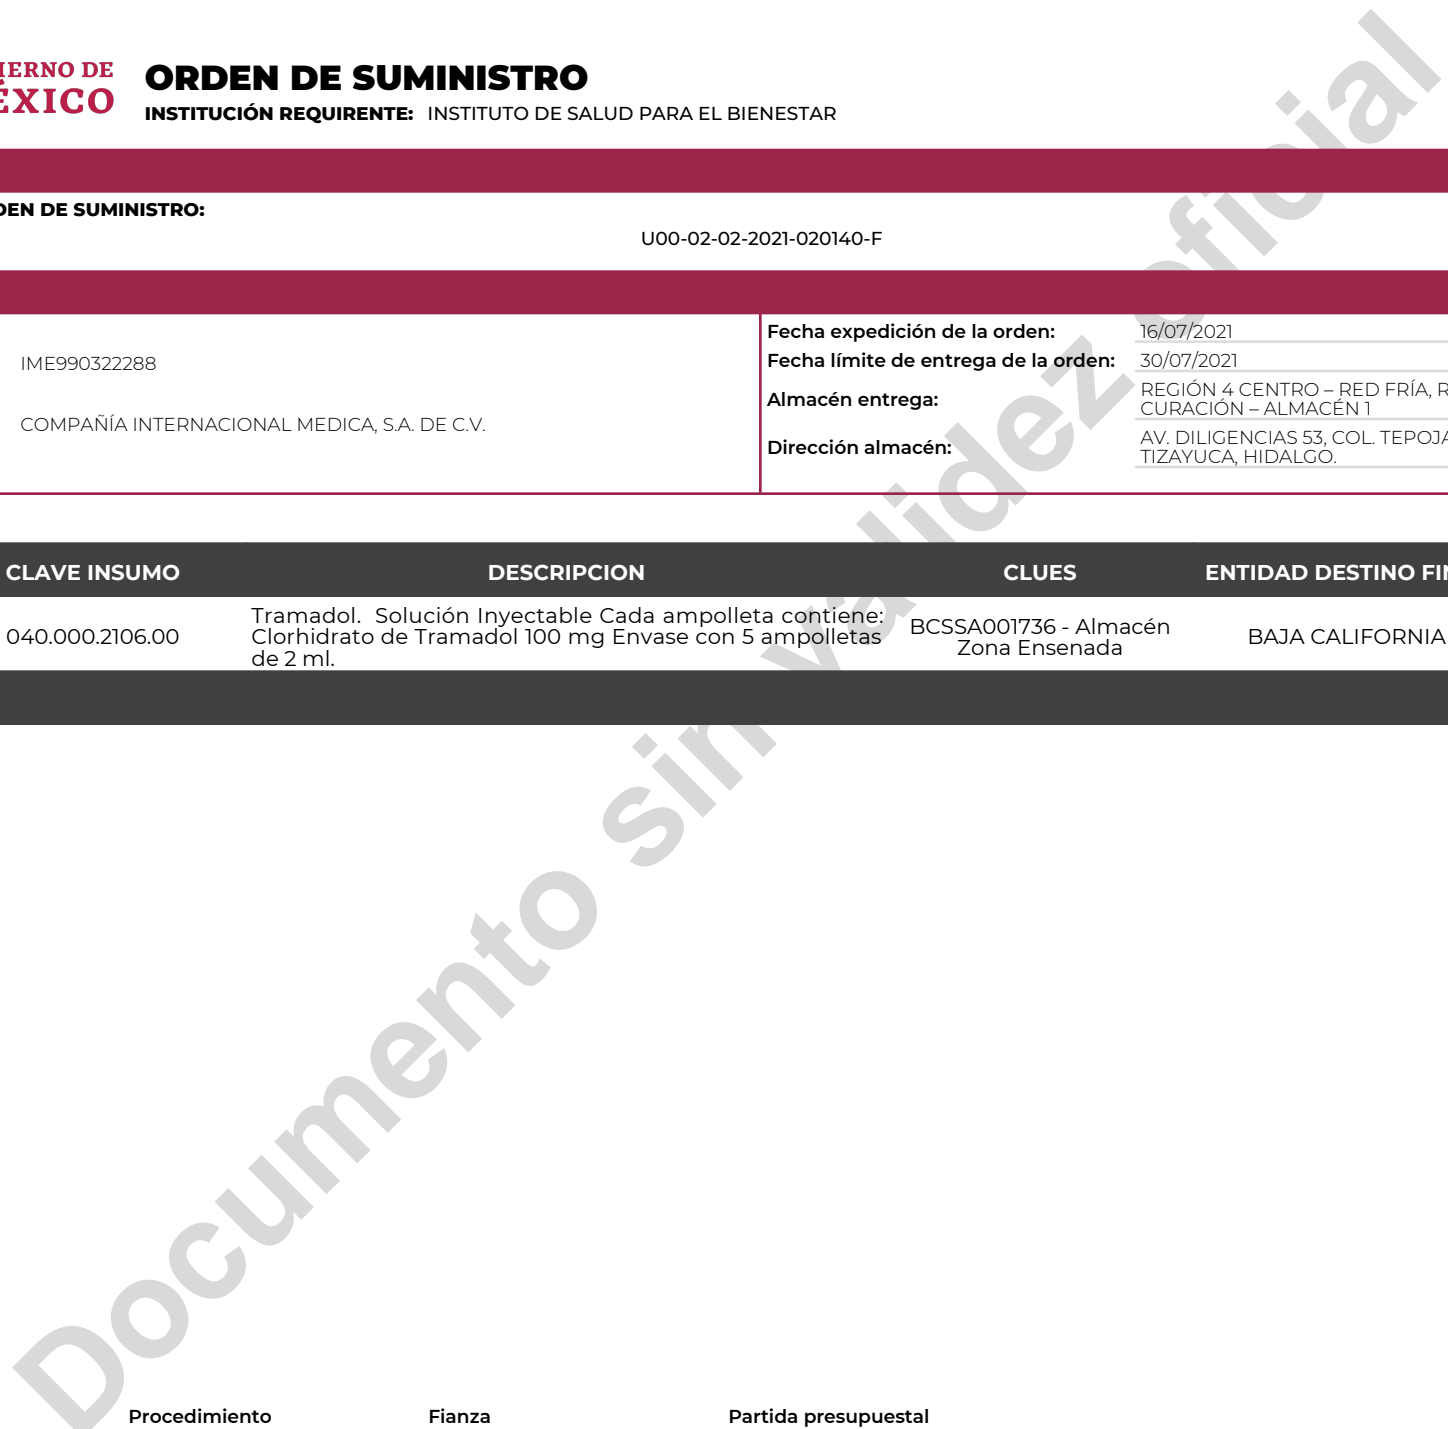 IERNO DE
ÉXICO
ORDEN DE SUMINISTRO
INSTITUCIÓN REQUIRENTE: INSTITUTO DE SALUD PARA EL BIENESTAR
DEN DE SUMINISTRO:
U00-02-02-2021-020140-F
IME990322288
COMPAÑÍA INTERNACIONAL MEDICA, S.A. DE C.V.
Fecha expedición de la orden: 16/07/2021
Fecha límite de entrega de la orden: 30/07/2021
Almacén entrega: REGIÓN 4 CENTRO – RED FRÍA, R
CURACIÓN – ALMACÉN 1
Dirección almacén: AV. DILIGENCIAS 53, COL. TEPOJA
TIZAYUCA, HIDALGO.
CLAVE INSUMO DESCRIPCION CLUES ENTIDAD DESTINO FIN
040.000.2106.00
Tramadol. Solución Inyectable Cada ampolleta contiene:
Clorhidrato de Tramadol 100 mg Envase con 5 ampolletas
de 2 ml.
BCSSA001736 - Almacén
Zona Ensenada
BAJA CALIFORNIA
Documento sin validez oficial
Procedimiento Fianza Partida presupuestal